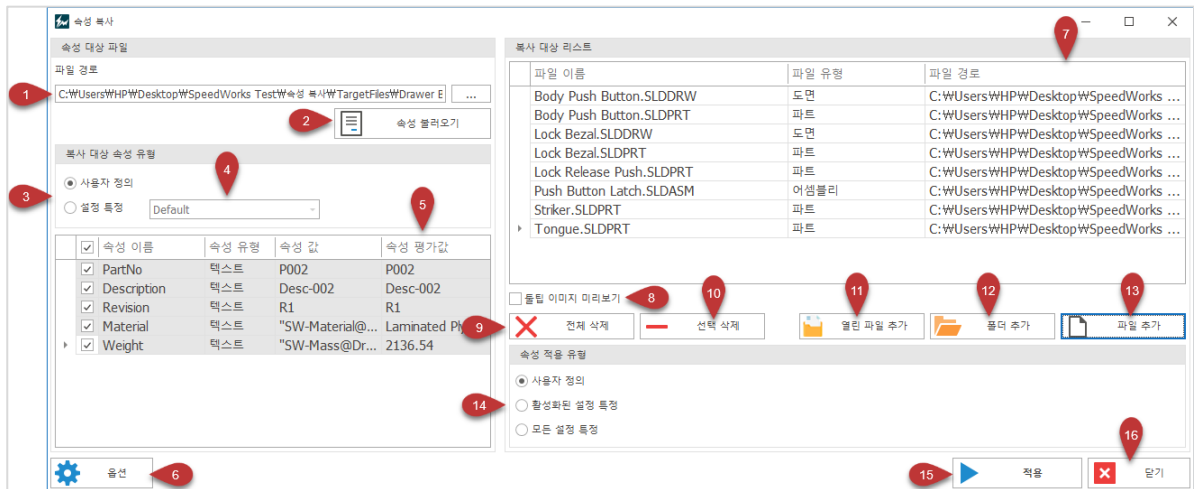 속성 복사
속성 대상 파일
파일 경로
1
C:₩Users₩HP₩Desktop₩SpeedWorks Test₩속성 복사₩TargetFiles₩Drawer E
...
2
속성 불러오기
복사 대상 속성 유형
3
사용자 정의
설정 특정
4
Default
5
속성 이름 속성 유형 속성 값 속성 평가값
PartNo 텍스트 P002 P002
Description 텍스트 Desc-002 Desc-002
Revision 텍스트 R1 R1
Material 텍스트 "SW-Material@... Laminated Ply
Weight 텍스트 "SW-Mass@Dr... 2136.54
옵션
6
복사 대상 리스트
7
파일 이름 파일 유형 파일 경로
Body Push Button.SLDDRW 도면 C:₩Users₩HP₩Desktop₩SpeedWorks ...
Body Push Button.SLDPRT 파트 C:₩Users₩HP₩Desktop₩SpeedWorks ...
Lock Bezal.SLDDRW 도면 C:₩Users₩HP₩Desktop₩SpeedWorks ...
Lock Bezal.SLDPRT 파트 C:₩Users₩HP₩Desktop₩SpeedWorks ...
Lock Release Push.SLDPRT 파트 C:₩Users₩HP₩Desktop₩SpeedWorks ...
Push Button Latch.SLDASM 어셈블리 C:₩Users₩HP₩Desktop₩SpeedWorks ...
Striker.SLDPRT 파트 C:₩Users₩HP₩Desktop₩SpeedWorks ...
Tongue.SLDPRT 파트 C:₩Users₩HP₩Desktop₩SpeedWorks ...
툴팁 이미지 미리보기
8
9
전체 삭제
10
선택 삭제
11
열린 파일 추가
12
폴더 추가
13
파일 추가
속성 적용 유형
사용자 정의
14
활성화된 설정 특정
모든 설정 특정
15
적용
16
닫기